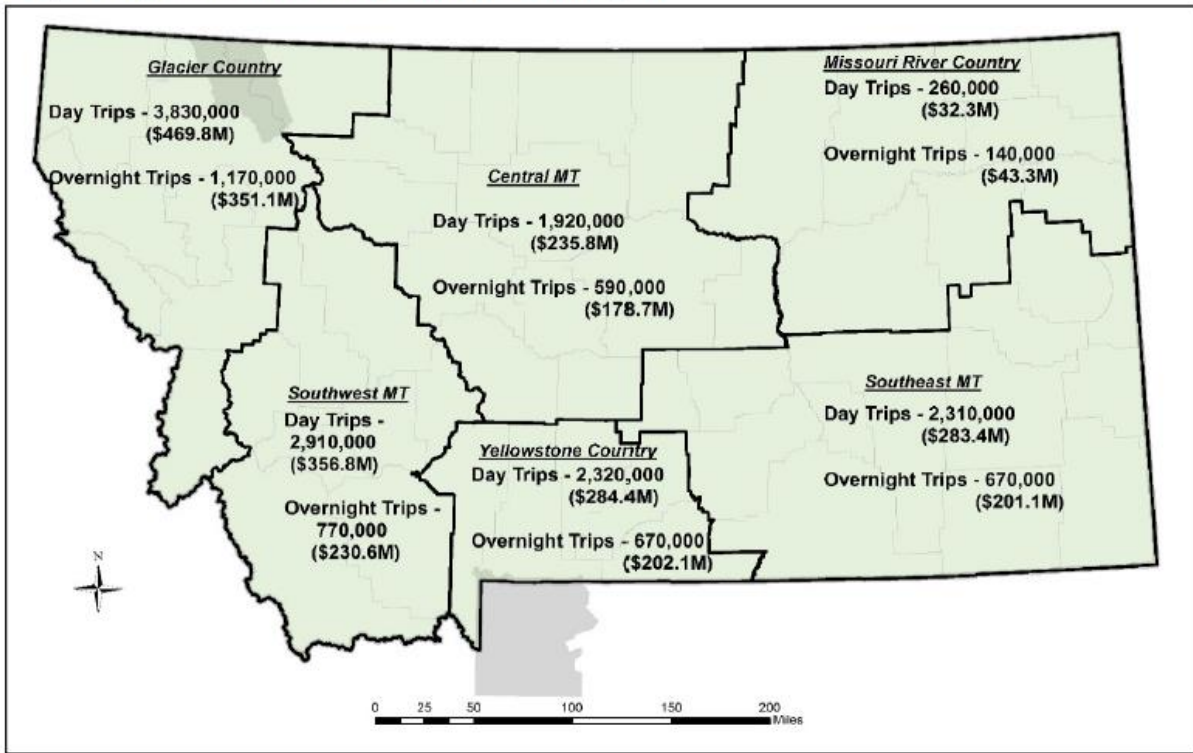 Glacier Country
Day Trips - 3,830,000
($469.8M)
Overnight Trips - 1,170,000
($351.1M)
Central MT
Day Trips - 1,920,000
($235.8M)
Overnight Trips - 590,000
($178.7M)
Missouri River Country
Day Trips - 260,000
($32.3M)
Overnight Trips - 140,000
($43.3M)
Southwest MT
Day Trips -
2,910,000
($356.8M)
Overnight Trips -
770,000
($230.6M)
Yellowstone Country
Day Trips - 2,320,000
($284.4M)
Overnight Trips - 670,000
($202.1M)
Southeast MT
Day Trips - 2,310,000
($283.4M)
Overnight Trips - 670,000
($201.1M)
N
0 25 50 100 150 200
Miles